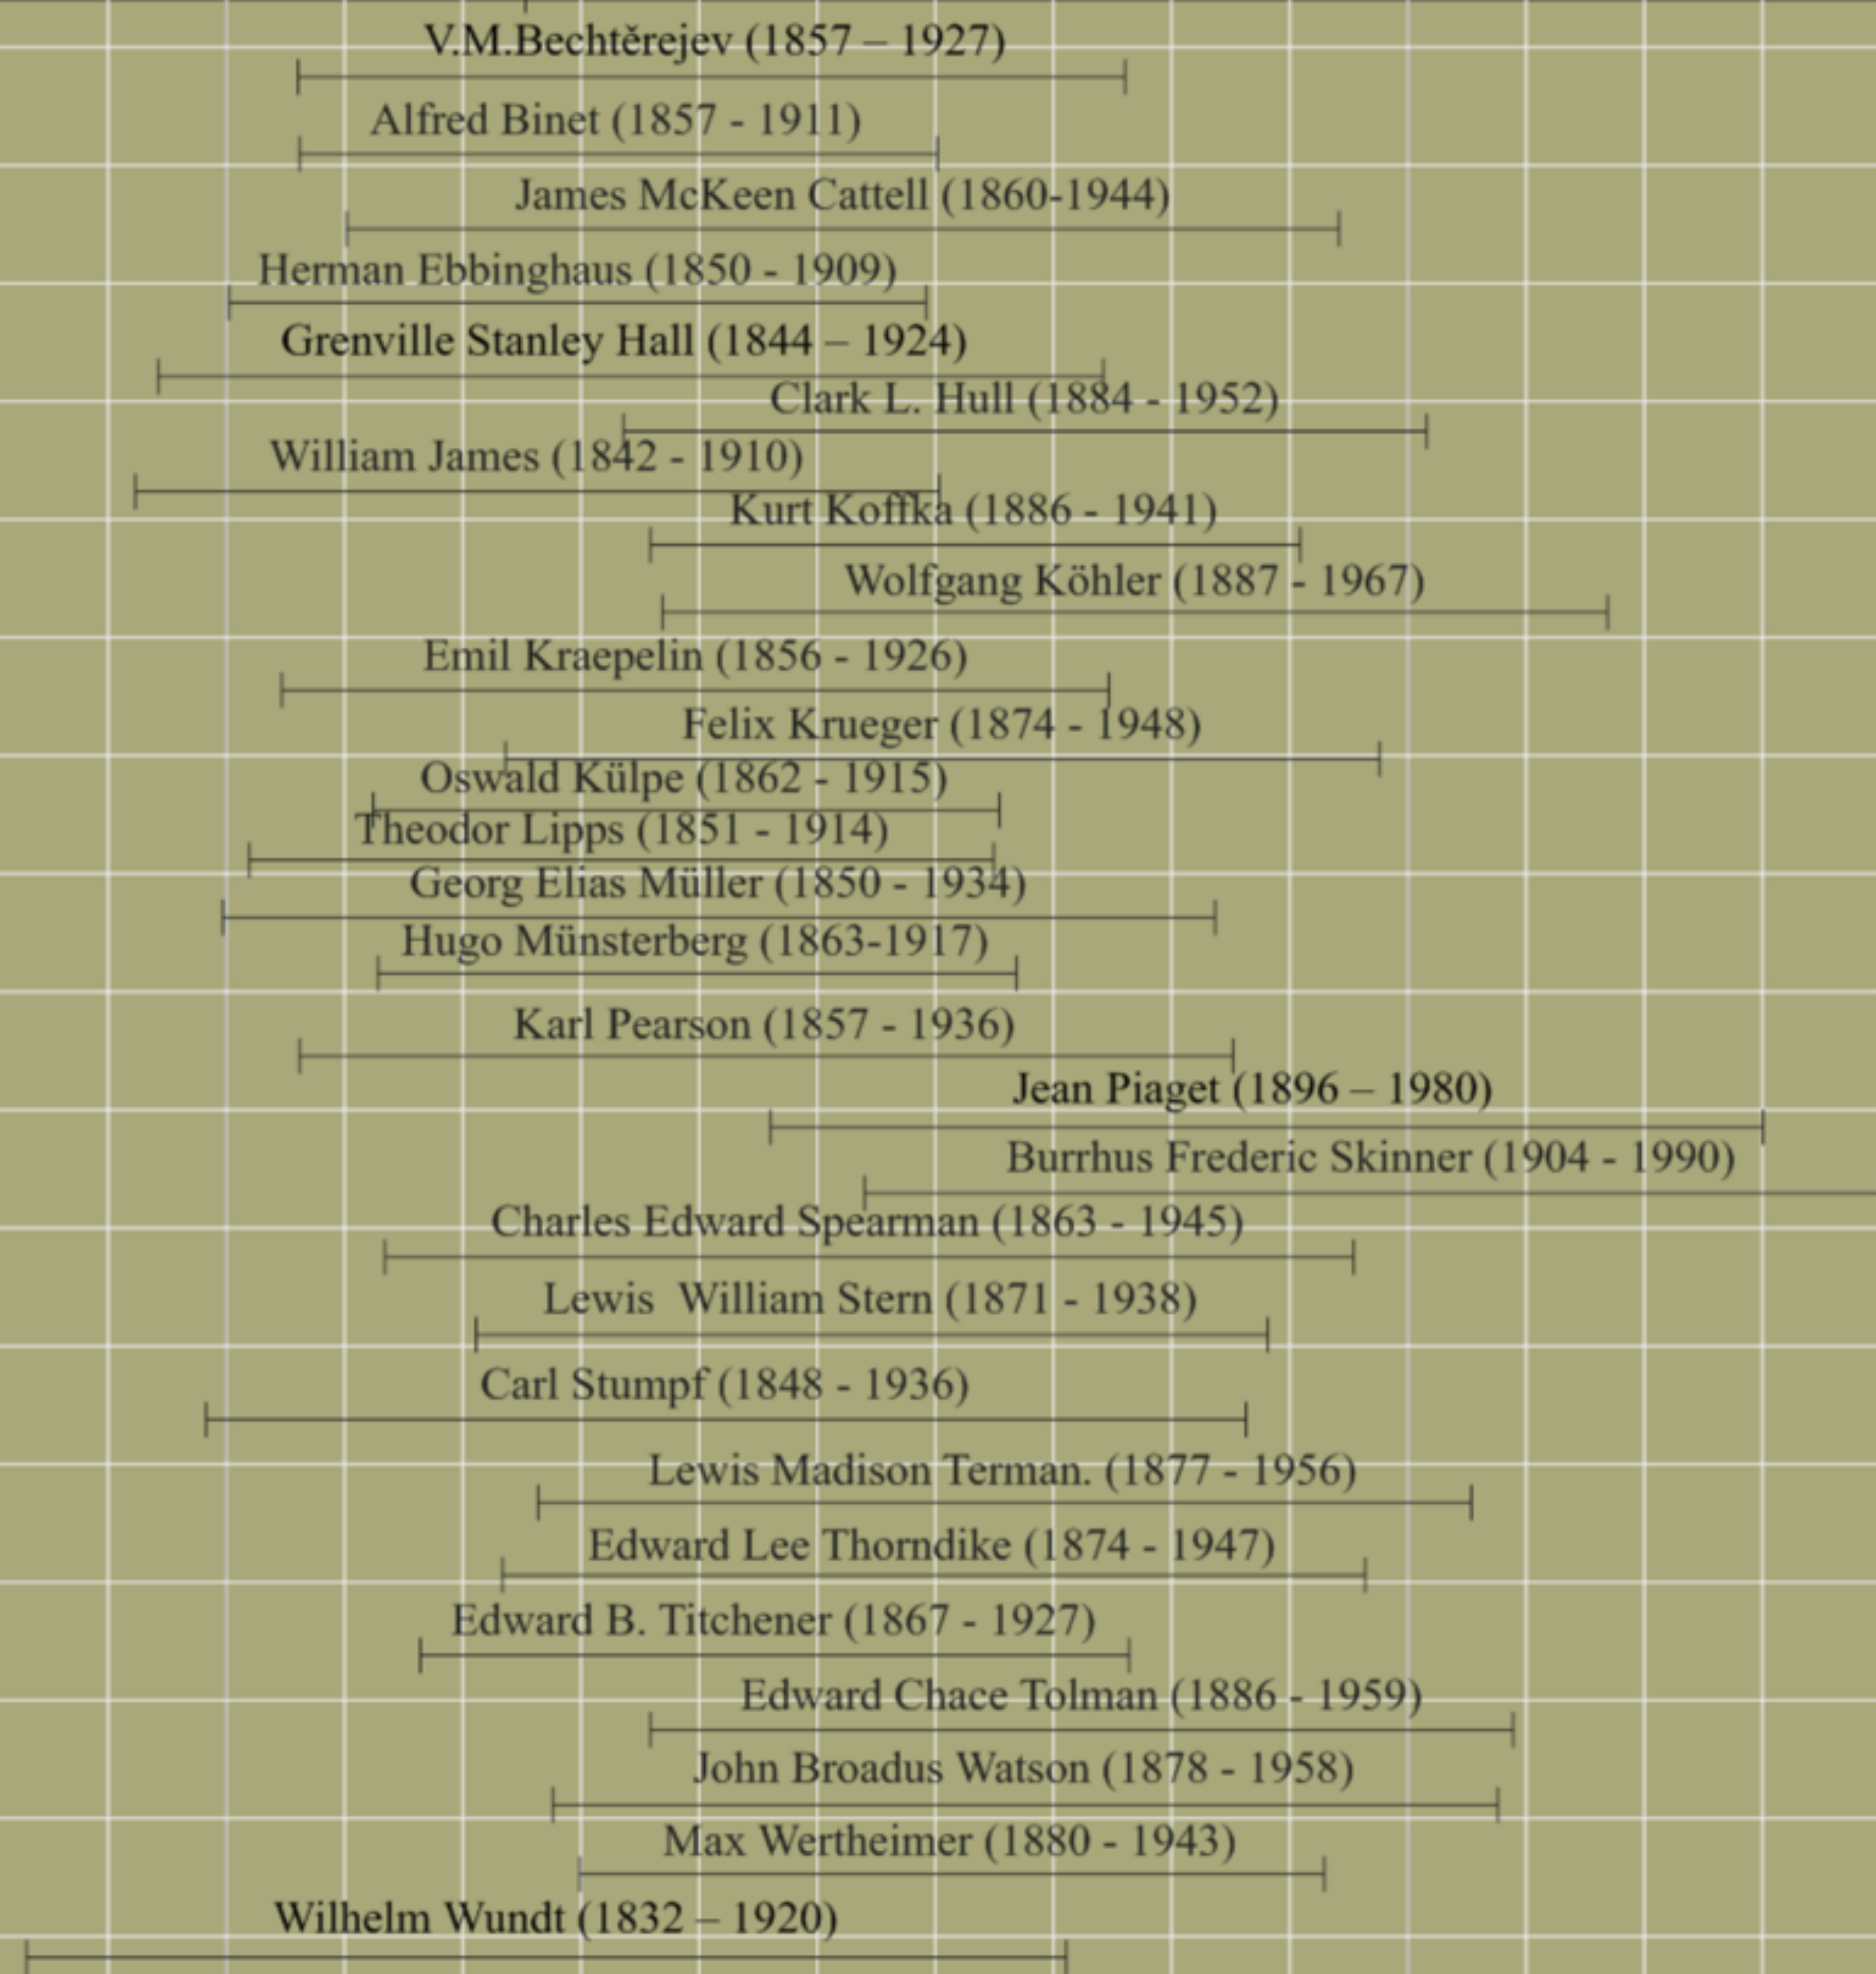 V.M.Bechtěrejev (1857 – 1927)
Alfred Binet (1857 - 1911)
James McKeen Cattell (1860-1944)
Herman Ebbinghaus (1850 - 1909)
Grenville Stanley Hall (1844 – 1924)
Clark L. Hull (1884 - 1952)
William James (1842 - 1910)
Kurt Koffka (1886 - 1941)
Wolfgang Köhler (1887 - 1967)
Emil Kraepelin (1856 - 1926)
Felix Krueger (1874 - 1948)
Oswald Külpe (1862 - 1915)
Theodor Lipps (1851 - 1914)
Georg Elias Müller (1850 - 1934)
Hugo Münsterberg (1863-1917)
Karl Pearson (1857 - 1936)
Jean Piaget (1896 – 1980)
Burrhus Frederic Skinner (1904 - 1990)
Charles Edward Spearman (1863 - 1945)
Lewis  William Stern (1871 - 1938)
Carl Stumpf (1848 - 1936)
Lewis Madison Terman. (1877 - 1956)
Edward Lee Thorndike (1874 - 1947)
Edward B. Titchener (1867 - 1927)
Edward Chace Tolman (1886 - 1959)
John Broadus Watson (1878 - 1958)
Max Wertheimer (1880 - 1943)
Wilhelm Wundt (1832 – 1920)